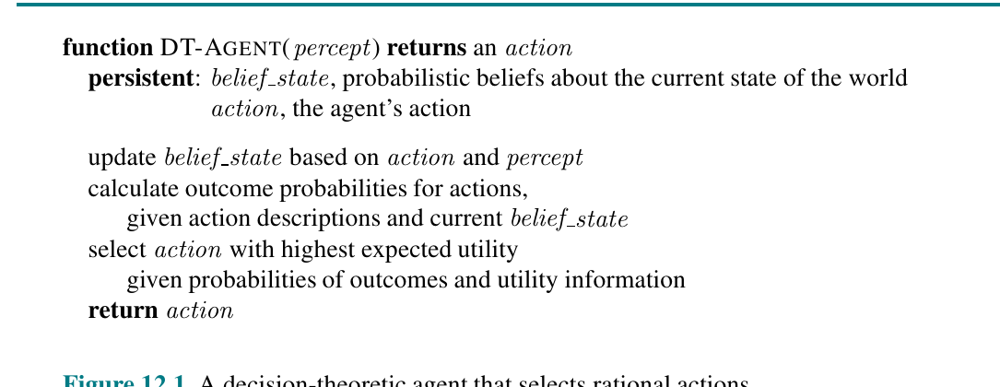 function DT-AGENT(percept) returns an action
persistent: belief_state, probabilistic beliefs about the current state of the world
action, the agent's action
update belief_state based on action and percept
calculate outcome probabilities for actions,
given action descriptions and current belief_state
select action with highest expected utility
given probabilities of outcomes and utility information
return action
Figure 12.1 A decision-theoretic agent that selects rational actions.